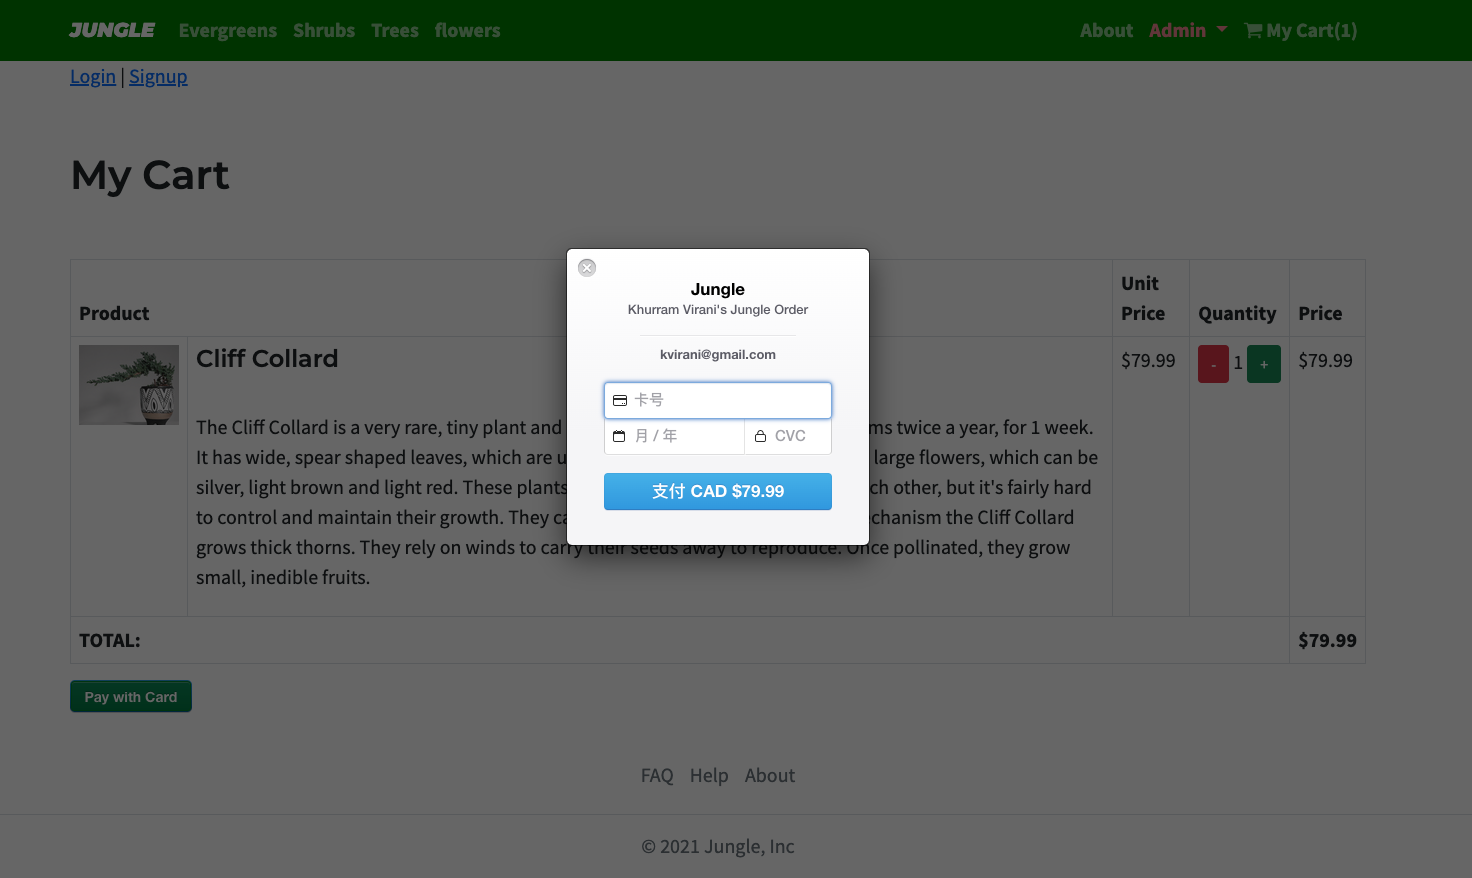 JUNGLE Evergreens Shrubs Trees flowers About Admin My Cart(1)
Login | Signup
My Cart
Product Unit Price Quantity Price
Cliff Collard $79.99 - 1 + $79.99
The Cliff Collard is a very rare, tiny plant and ms twice a year, for 1 week.
It has wide, spear shaped leaves, which are u large flowers, which can be
silver, light brown and light red. These plants ch other, but it's fairly hard
to control and maintain their growth. They ca chanism the Cliff Collard
grows thick thorns. They rely on winds to carry their seeds away to reproduce. Once pollinated, they grow
small, inedible fruits.
TOTAL: $79.99
Pay with Card
Jungle
Khurram Virani's Jungle Order
kvirani@gmail.com
卡号
月 / 年 CVC
支付 CAD $79.99
FAQ Help About
© 2021 Jungle, Inc